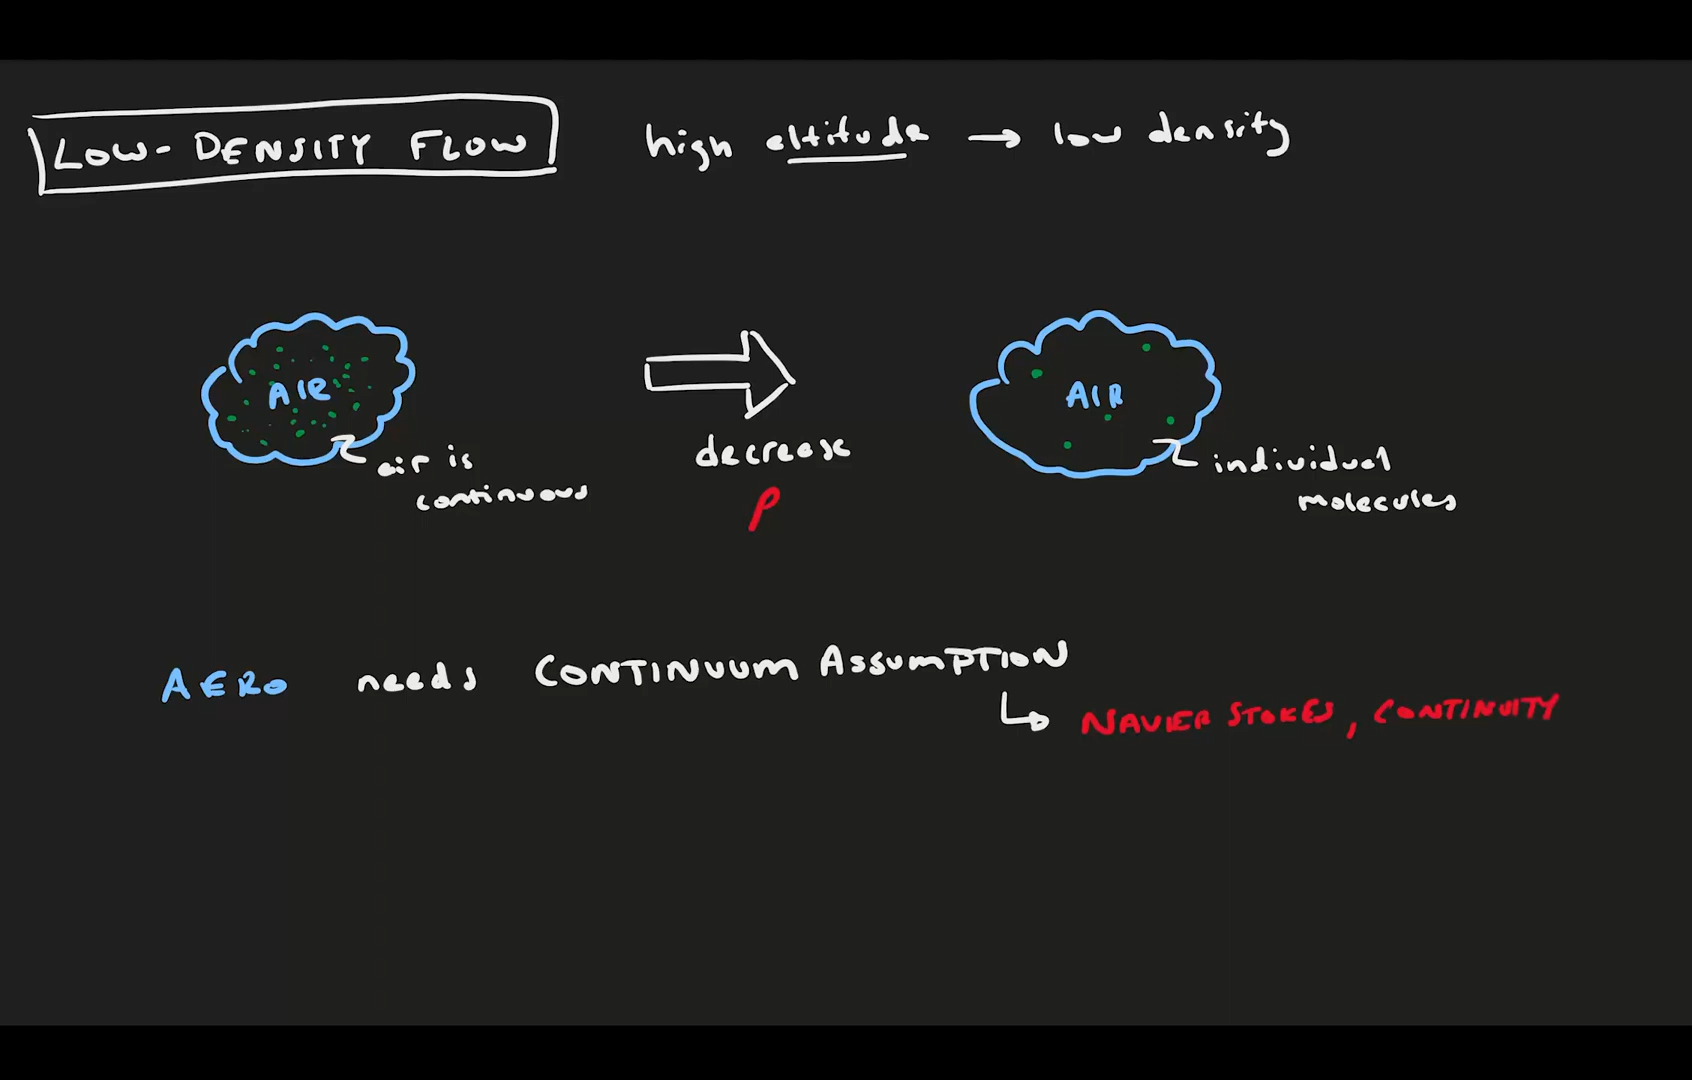 LOW-DENSITY FLOW
high altitude → low density
AIR
air is
continuous
decrease
ρ
AIR
individual
molecules
AERO needs CONTINUUM ASSUMPTION
↳ NAVIER STOKES, CONTINUITY